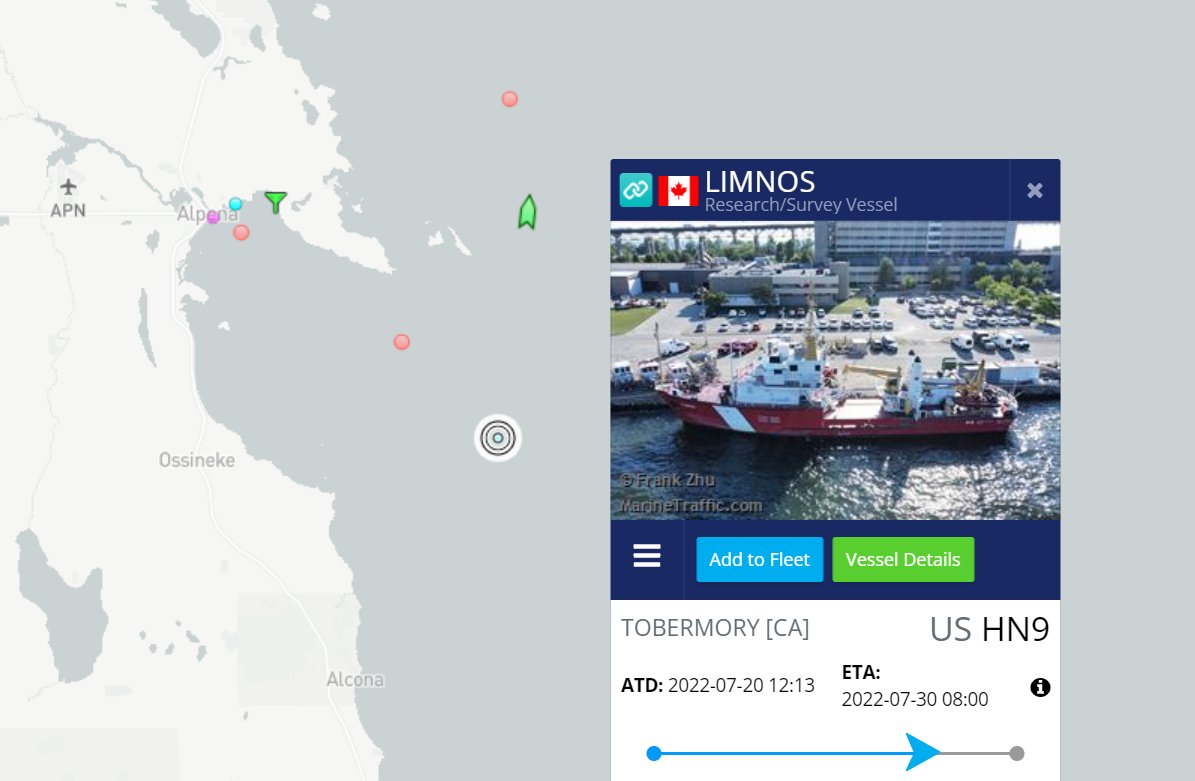 APN
Alpena
Ossineke
Alcona
LIMNOS
Research/Survey Vessel
© Frank Zhu
MarineTraffic.com
Add to Fleet
Vessel Details
TOBERMORY [CA]
US HN9
ATD: 2022-07-20 12:13
ETA:
2022-07-30 08:00